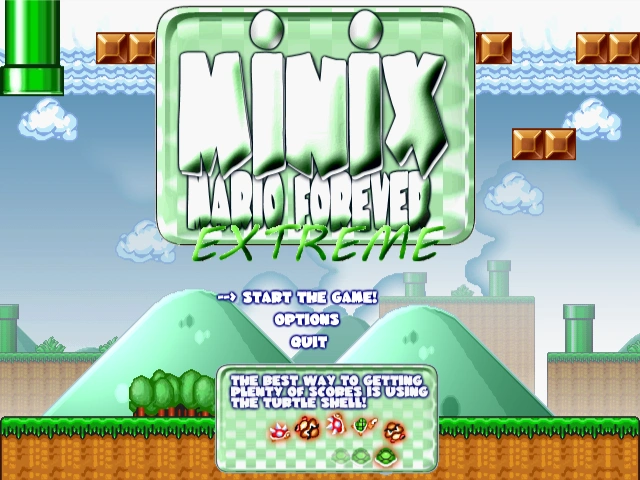 MINIX
MARIO FOREVER
EXTREME
--> START THE GAME!
OPTIONS
QUIT
THE BEST WAY TO GETTING
PLENTY OF SCORES IS USING
THE TURTLE SHELL!